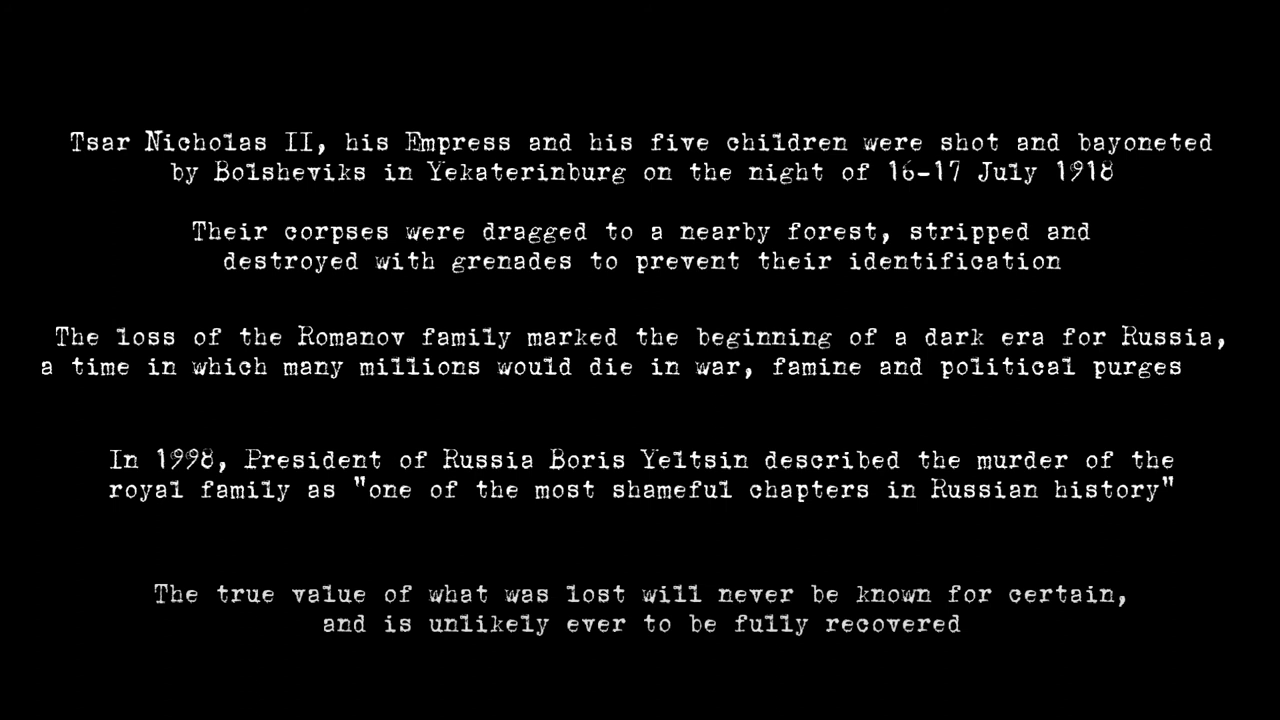 Tsar Nicholas II, his Empress and his five children were shot and bayoneted
by Bolsheviks in Yekaterinburg on the night of 16-17 July 1918
Their corpses were dragged to a nearby forest, stripped and
destroyed with grenades to prevent their identification
The loss of the Romanov family marked the beginning of a dark era for Russia,
a time in which many millions would die in war, famine and political purges
In 1998, President of Russia Boris Yeltsin described the murder of the
royal family as "one of the most shameful chapters in Russian history"
The true value of what was lost will never be known for certain,
and is unlikely ever to be fully recovered